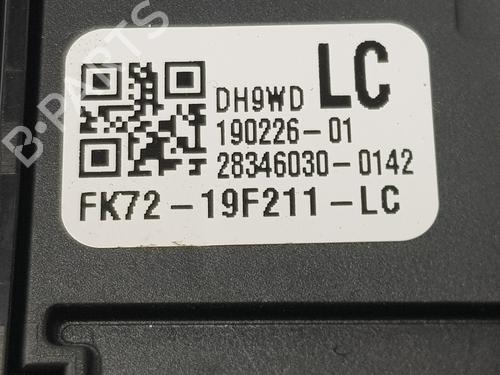 DH9WD LC
190226-01
28346030-0142
FK72-19F211-LC
B-PARTS